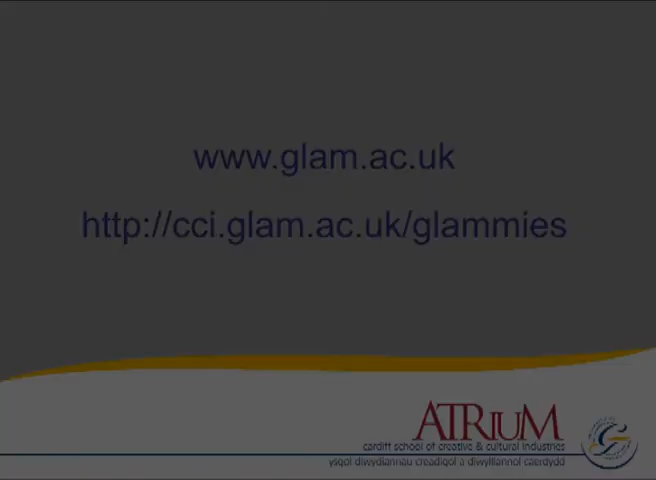 www.glam.ac.uk
http://cci.glam.ac.uk/glammies
ATRIUM
cardiff school of creative & cultural industries
ysgol diwydiannau creadigol a diwylliannol caerdydd